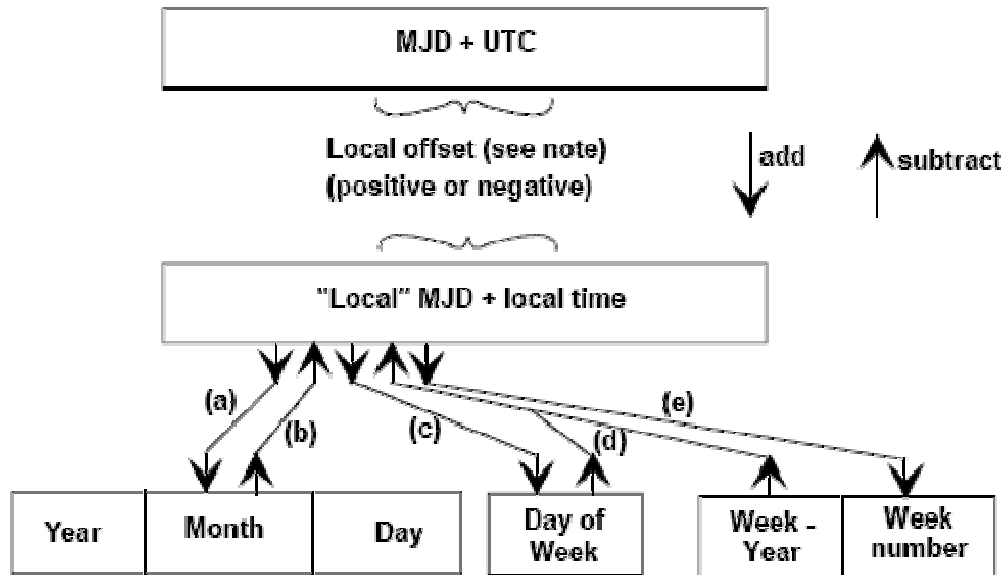 MJD + UTC
Local offset (see note)
(positive or negative)
add
subtract
"Local" MJD + local time
(a)
(b)
(c)
(d)
(e)
Year
Month
Day
Day of
Week
Week -
Year
Week
number